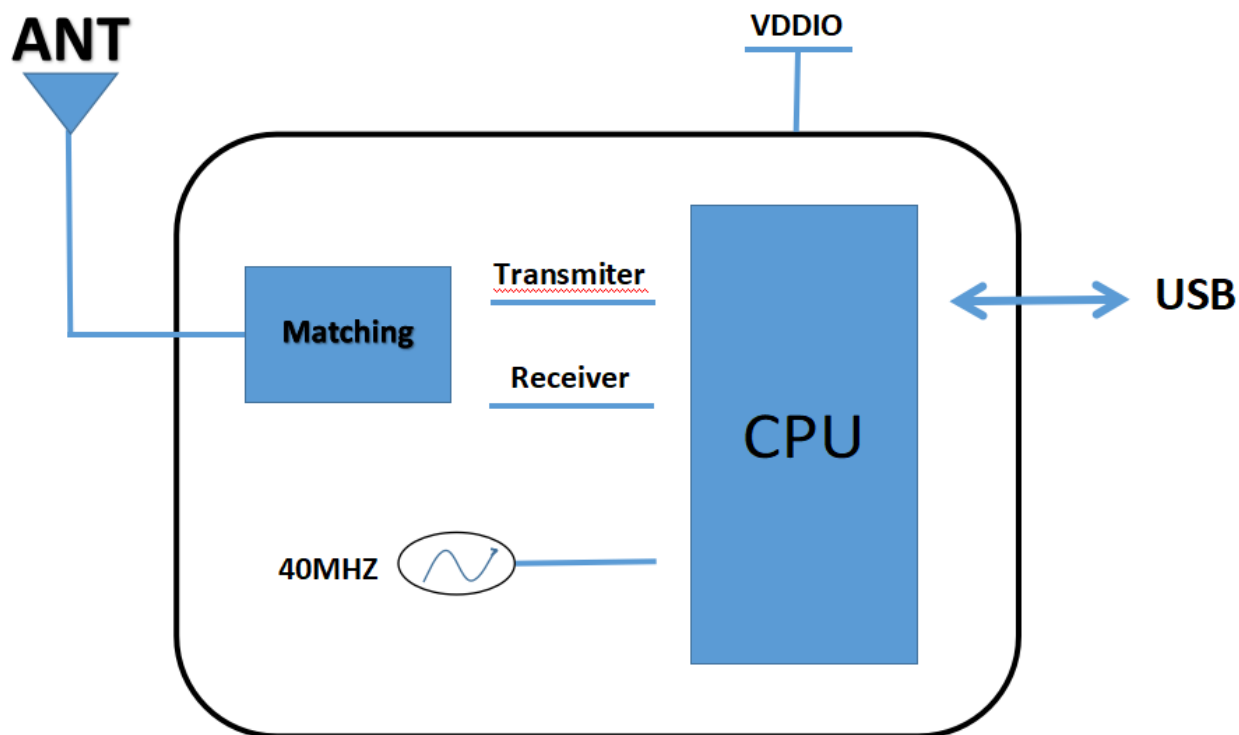 ANT
VDDIO
Transmiter
Matching
USB
Receiver
CPU
40MHZ